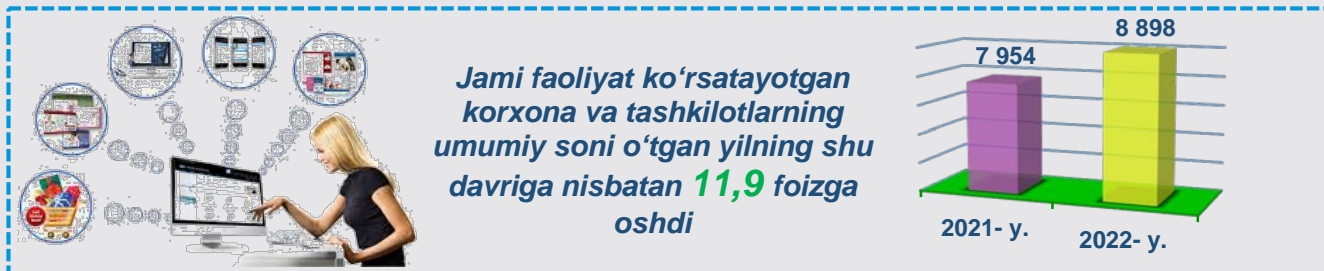 Jami faoliyat ko‘rsatayotgan
korxona va tashkilotlarning
umumiy soni o‘tgan yilning shu
davriga nisbatan 11,9 foizga
oshdi
8 898
7 954
2021- y.
2022- y.